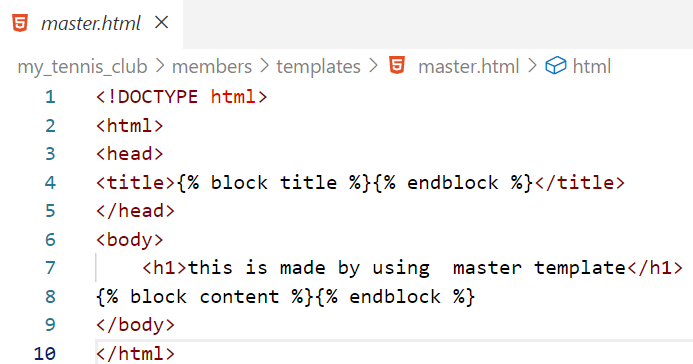 master.html ×
my_tennis_club > members > templates > master.html > html
1 <!DOCTYPE html>
2 <html>
3 <head>
4 <title>{% block title %}{% endblock %}</title>
5 </head>
6 <body>
7     <h1>this is made by using  master template</h1>
8 {% block content %}{% endblock %}
9 </body>
10 </html>